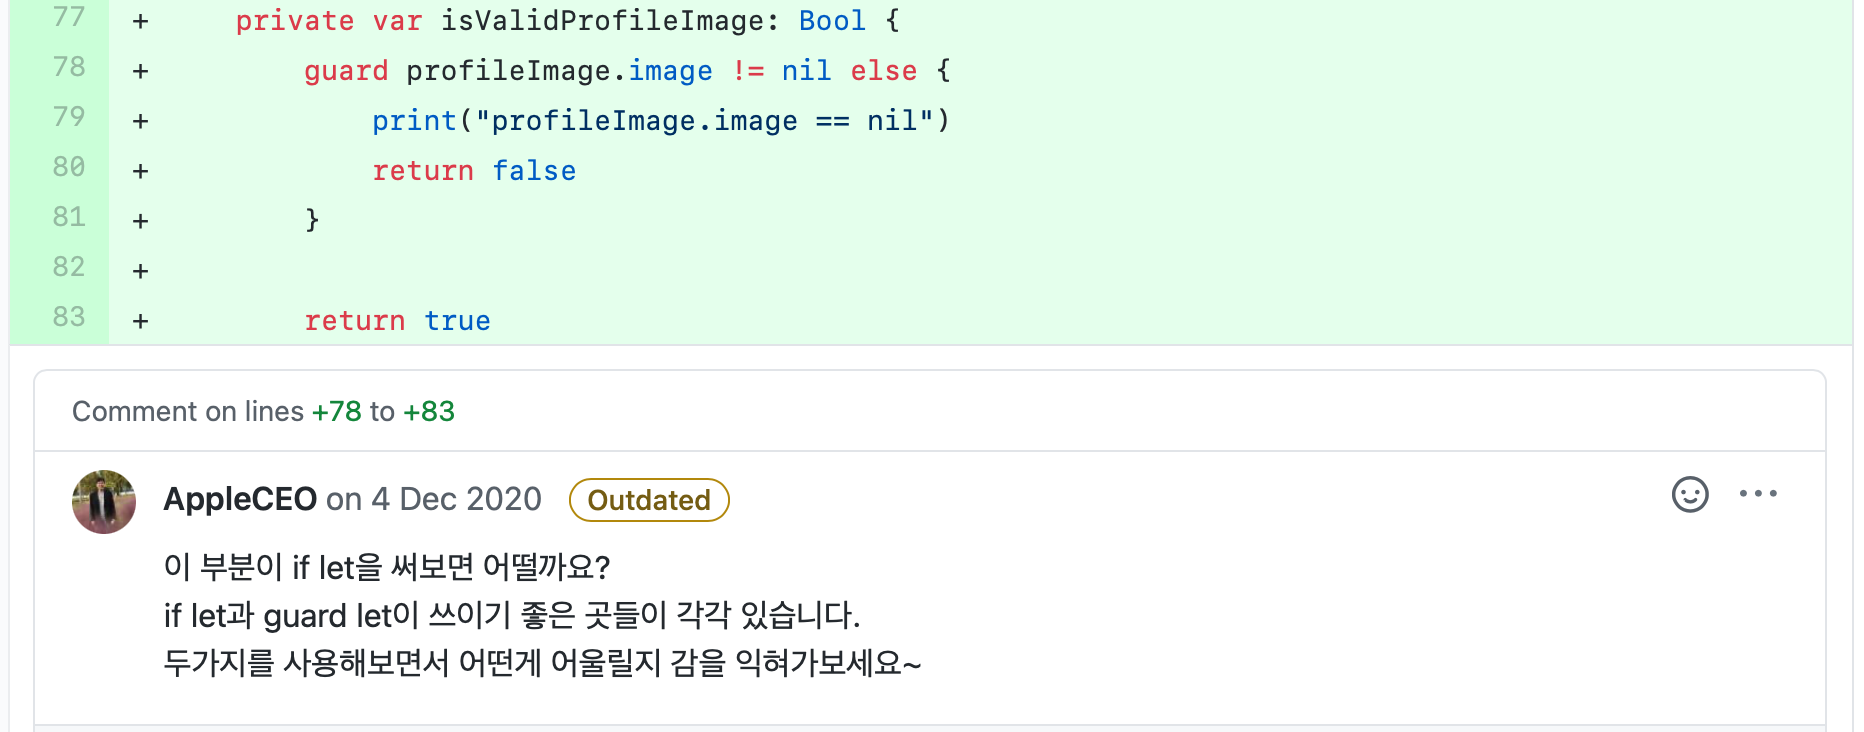 77 + private var isValidProfileImage: Bool {
78 + guard profileImage.image != nil else {
79 + print("profileImage.image == nil")
80 + return false
81 + }
82 +
83 + return true
Comment on lines +78 to +83
AppleCEO on 4 Dec 2020 Outdated
이 부분이 if let을 써보면 어떨까요?
if let과 guard let이 쓰이기 좋은 곳들이 각각 있습니다.
두가지를 사용해보면서 어떤게 어울릴지 감을 익혀가보세요~